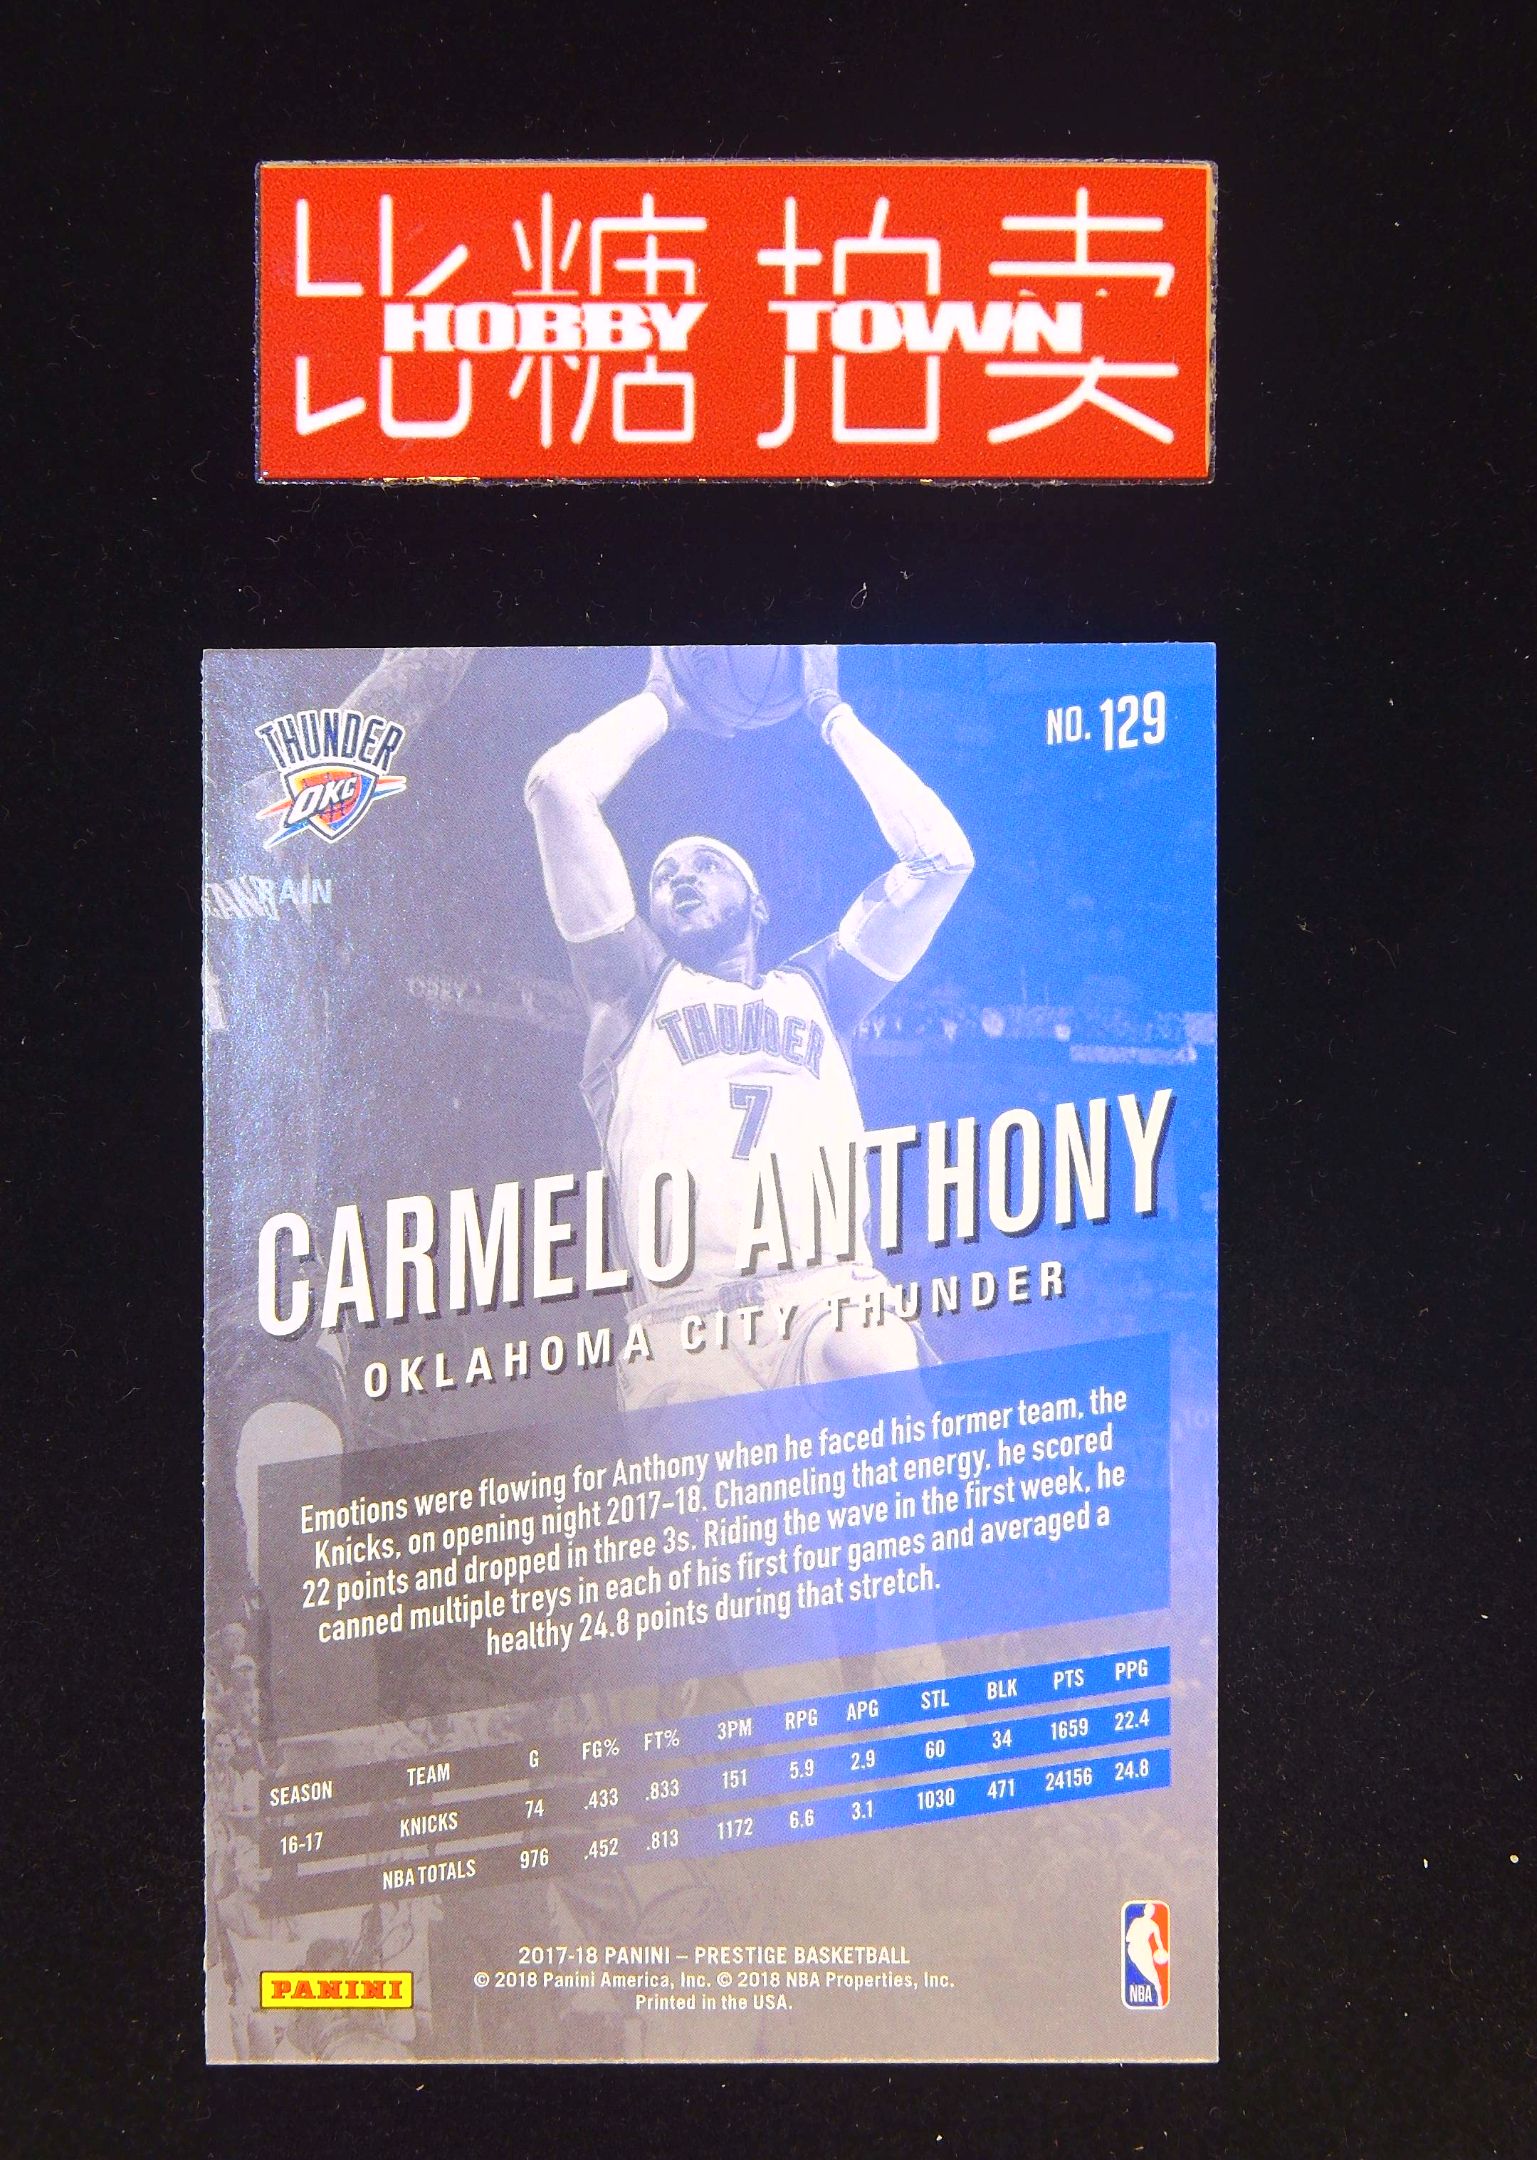 比糖 拍卖
HOBBY TOWN
THUNDER
OKC
NO. 129
RAIN
THUNDER
7
CARMELO ANTHONY
OKC
OKLAHOMA CITY THUNDER
Emotions were flowing for Anthony when he faced his former team, the
Knicks, on opening night 2017-18. Channeling that energy, he scored
22 points and dropped in three 3s. Riding the wave in the first week, he
canned multiple treys in each of his first four games and averaged a
healthy 24.8 points during that stretch.
SEASON TEAM G FG% FT% 3PM RPG APG STL BLK PTS PPG
16-17 KNICKS 74 .433 .833 151 5.9 2.9 60 34 1659 22.4
NBA TOTALS 976 .452 .813 1172 6.6 3.1 1030 471 24156 24.8
2017-18 PANINI – PRESTIGE BASKETBALL
© 2018 Panini America, Inc. © 2018 NBA Properties, Inc.
Printed in the USA.
PANINI
NBA